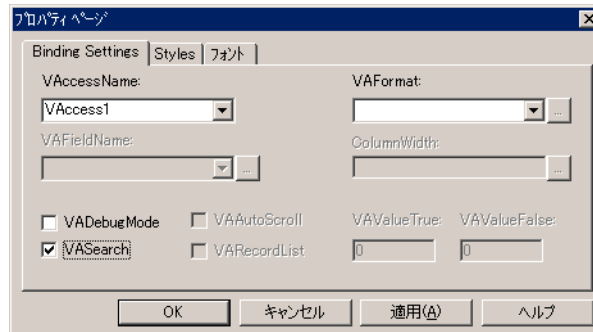 プロパティ ページ
Binding Settings Styles フォント
VAccessName: VAFormat:
VAccess1 ...
VAFieldName: ColumnWidth:
... ...
VADebugMode VAAutoScroll VAValueTrue: VAValueFalse:
VASearch VARecordList 0 0
OK キャンセル 適用(A) ヘルプ